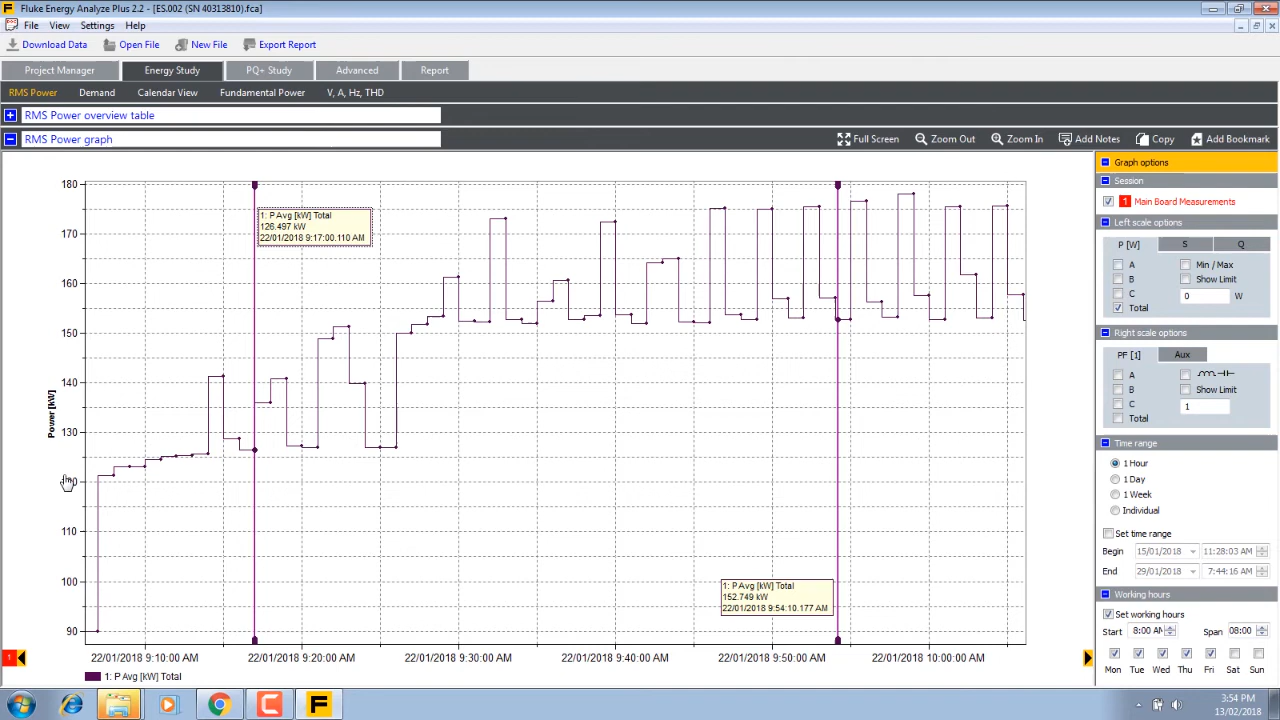 Fluke Energy Analyze Plus 2.2 - [ES.002 (SN 40313810).fca]
File View Settings Help
Download Data Open File New File Export Report
Project Manager Energy Study PQ+ Study Advanced Report
RMS Power Demand Calendar View Fundamental Power V, A, Hz, THD
RMS Power overview table
RMS Power graph Full Screen Zoom Out Zoom In Add Notes Copy Add Bookmark
Graph options
Session
1 Main Board Measurements
Left scale options
P [W] S Q
A Min / Max
B Show Limit
C 0 W
Total
Right scale options
PF [1] Aux
A
B Show Limit
C 1
Total
Time range
1 Hour
1 Day
1 Week
Individual
Set time range
Begin 15/01/2018 11:28:03 AM
End 29/01/2018 7:44:16 AM
Working hours
Set working hours
Start 8:00 Span 08:00
Mon Tue Wed Thu Fri Sat Sun
180
170
160
150
140
130
110
100
90
Power [kW]
1: P Avg [kW] Total
126.497 kW
22/01/2018 9:17:00.110 AM
1: P Avg [kW] Total
152.749 kW
22/01/2018 9:54:10.177 AM
1 22/01/2018 9:10:00 AM 22/01/2018 9:20:00 AM 22/01/2018 9:30:00 AM 22/01/2018 9:40:00 AM 22/01/2018 9:50:00 AM 22/01/2018 10:00:00 AM
1: P Avg [kW] Total
3:54 PM
13/02/2018